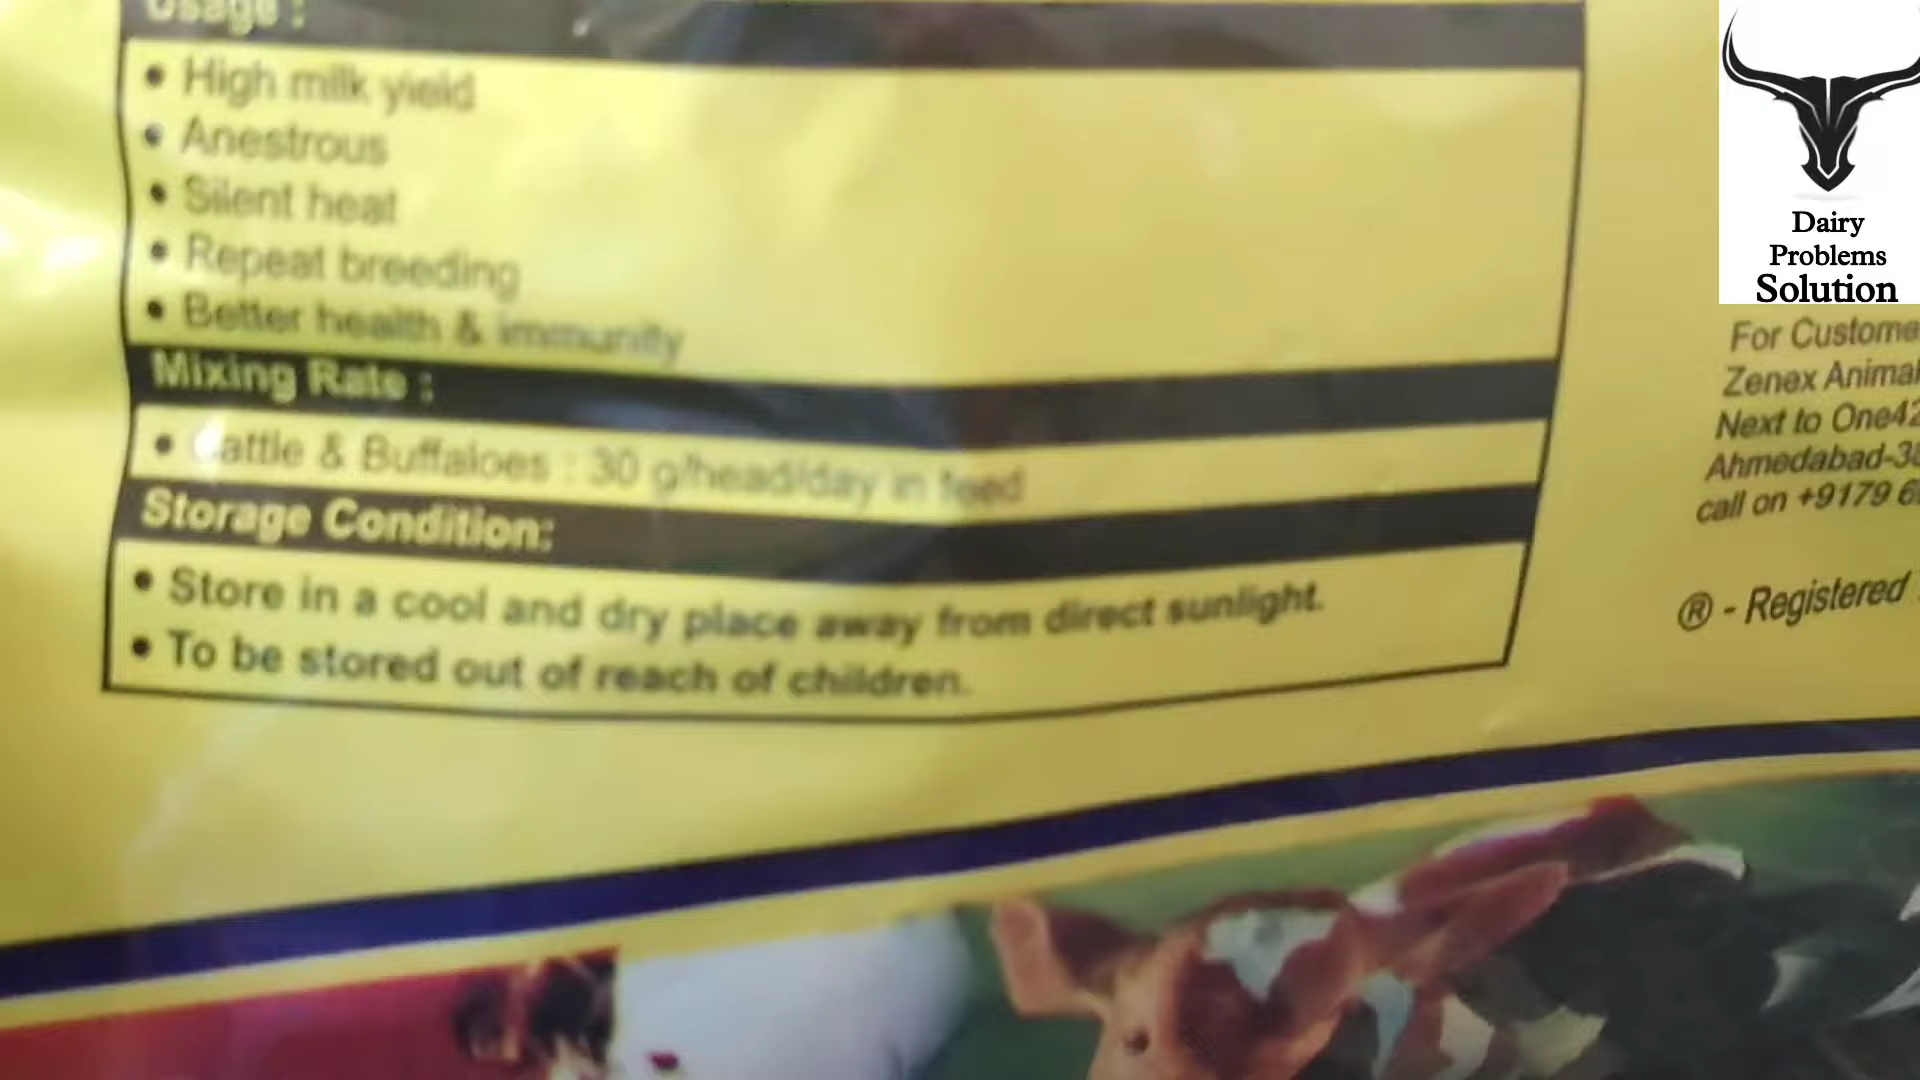 Usage :
• High milk yield
• Anestrous
• Silent heat
• Repeat breeding
• Better health & immunity
Mixing Rate :
• Cattle & Buffaloes : 30 g/head/day in feed
Storage Condition:
• Store in a cool and dry place away from direct sunlight.
• To be stored out of reach of children.
Dairy
Problems
Solution
For Custome
Zenex Animal
Next to One42
Ahmedabad-38
call on +9179 6
® - Registered